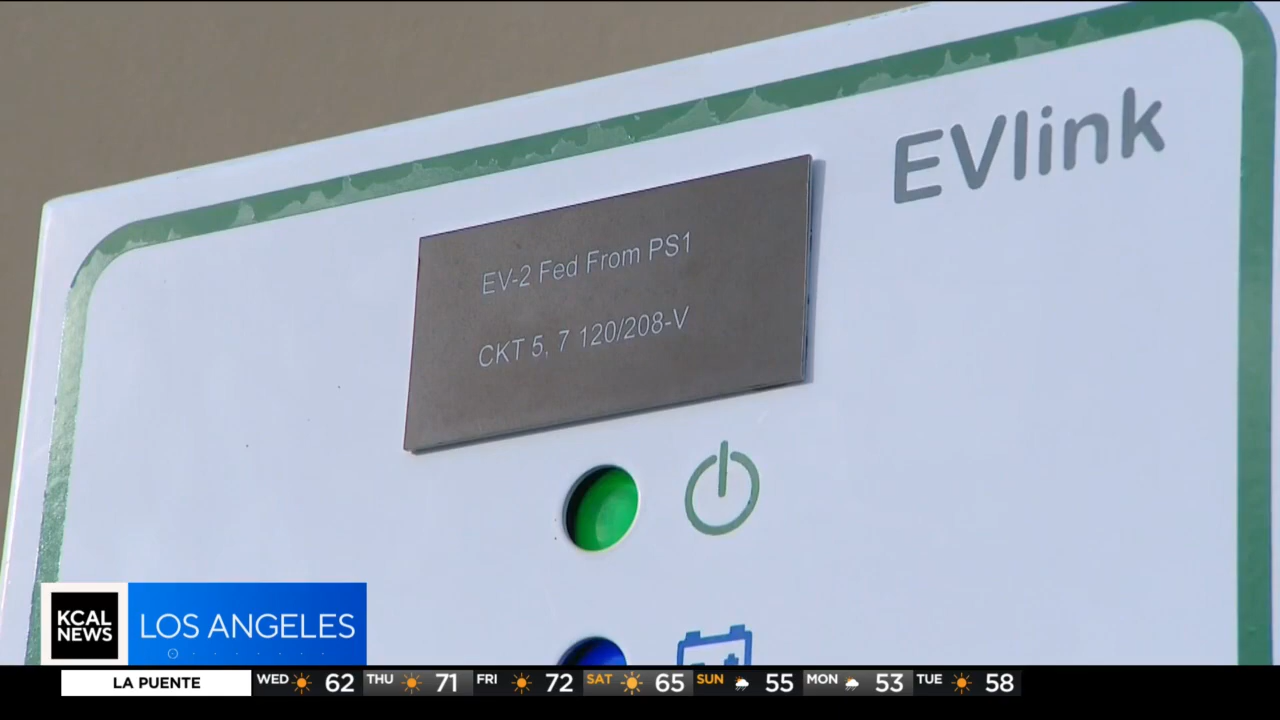 EVlink
EV-2 Fed From PS1
CKT 5, 7 120/208-V
KCAL
NEWS
LOS ANGELES
LA PUENTE
WED 62 THU 71 FRI 72 SAT 65 SUN 55 MON 53 TUE 58